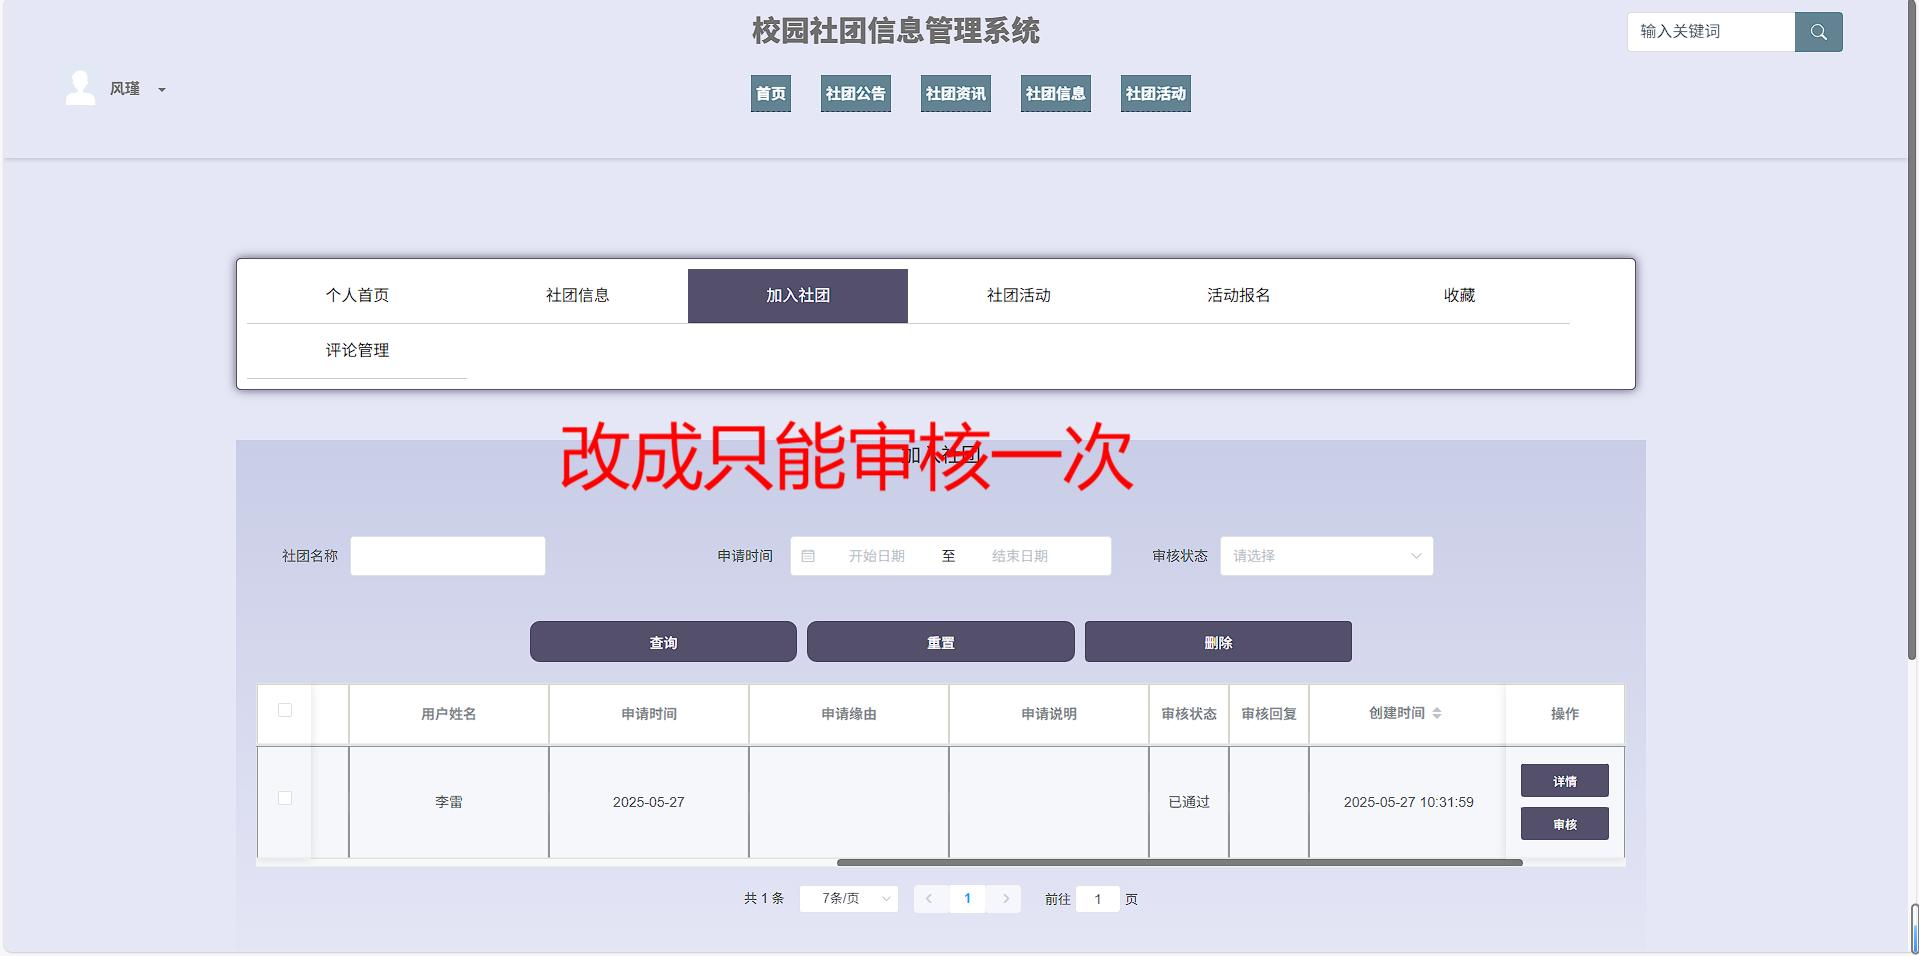 校园社团信息管理系统
输入关键词
风瑾
首页 社团公告 社团资讯 社团信息 社团活动
个人首页 社团信息 加入社团 社团活动 活动报名 收藏
评论管理
加入社团
改成只能审核一次
社团名称 申请时间 开始日期 至 结束日期 审核状态 请选择
查询 重置 删除
用户姓名 申请时间 申请缘由 申请说明 审核状态 审核回复 创建时间 操作
李雷 2025-05-27 已通过 2025-05-27 10:31:59 详情
审核
共 1 条 7条/页 1 前往 1 页